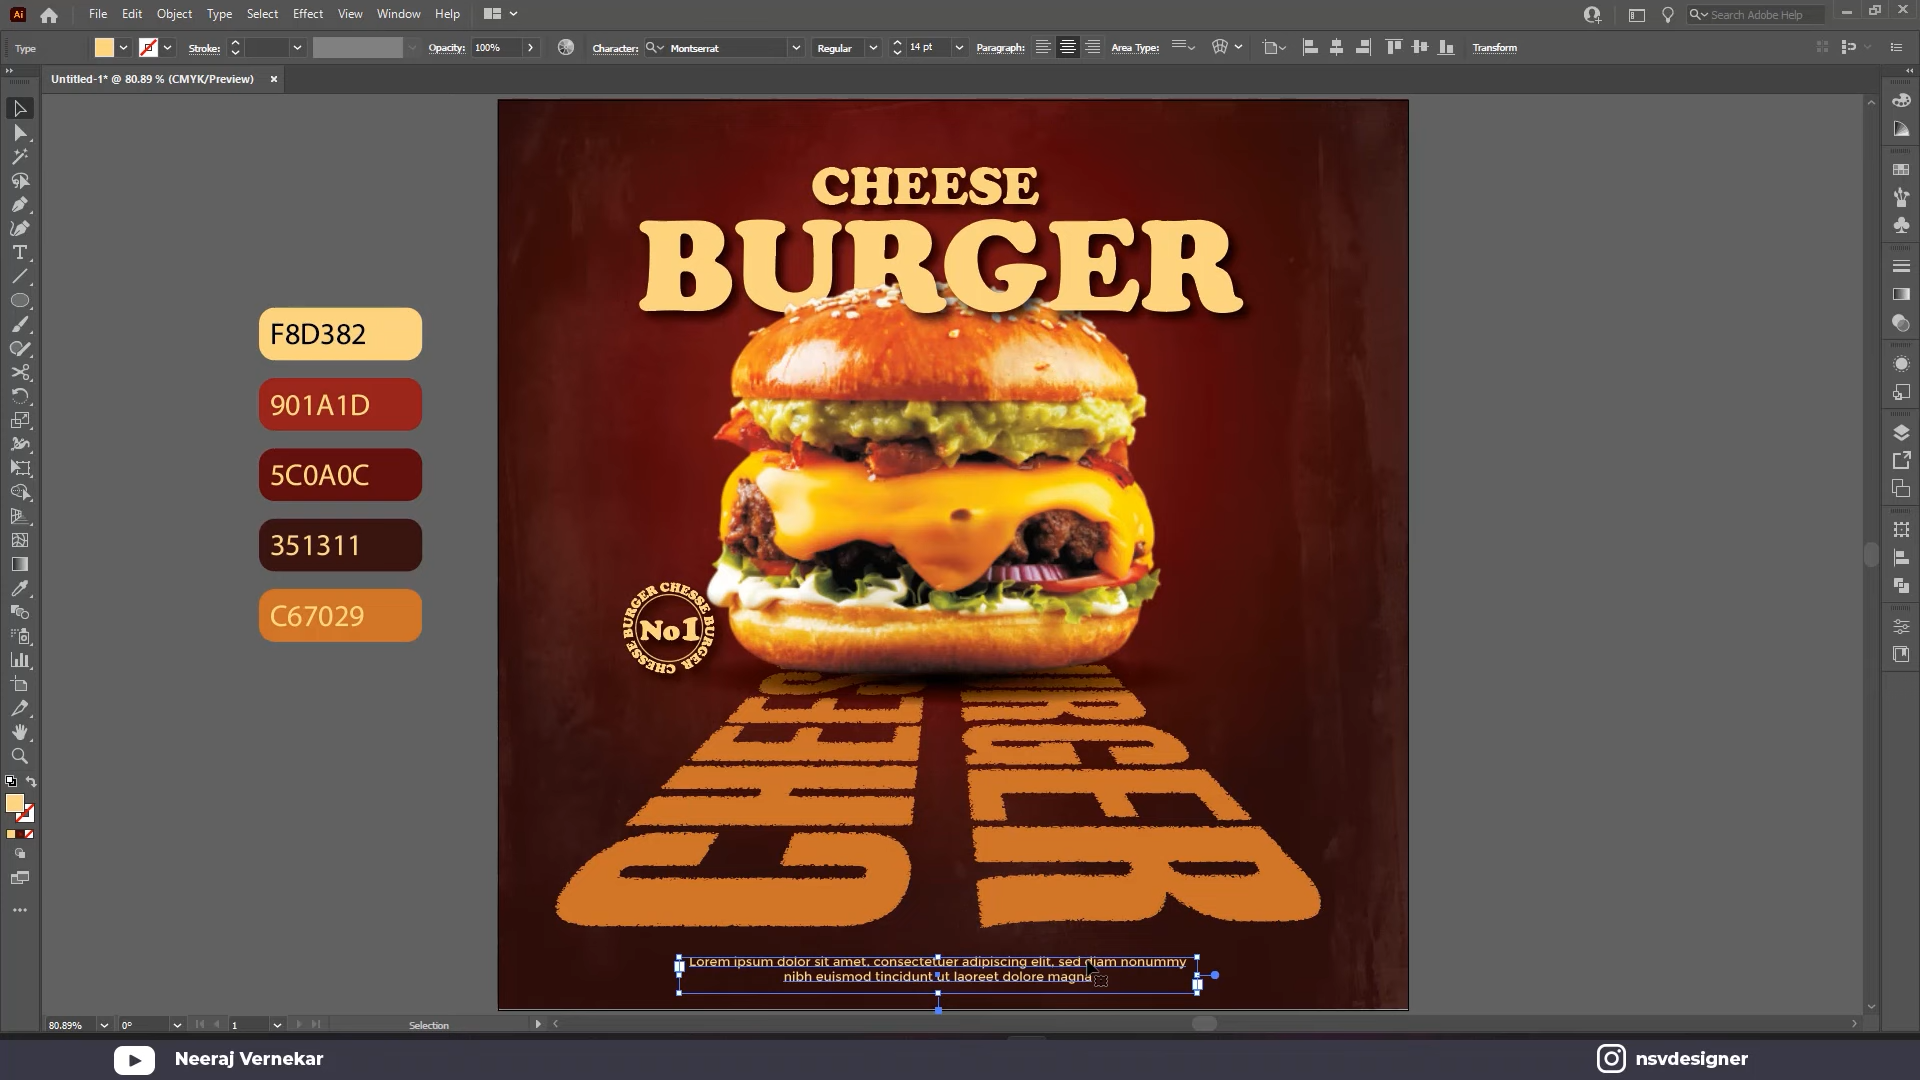 Ai File Edit Object Type Select Effect View Window Help Search Adobe Help
Type Stroke: Opacity: 100% Character: Montserrat Regular 14 pt Paragraph: Area Type: Transform
Untitled-1* @ 80.89 % (CMYK/Preview) ×
CHEESE
BURGER
F8D382
901A1D
5C0A0C
351311
C67029
BURGER CHESSE BURGER CHESSE
No1
CHEESE
BURGER
Lorem ipsum dolor sit amet, consectetuer adipiscing elit, sed diam nonummy
nibh euismod tincidunt ut laoreet dolore magna
80.89% 0° 1 Selection
Neeraj Vernekar
nsvdesigner